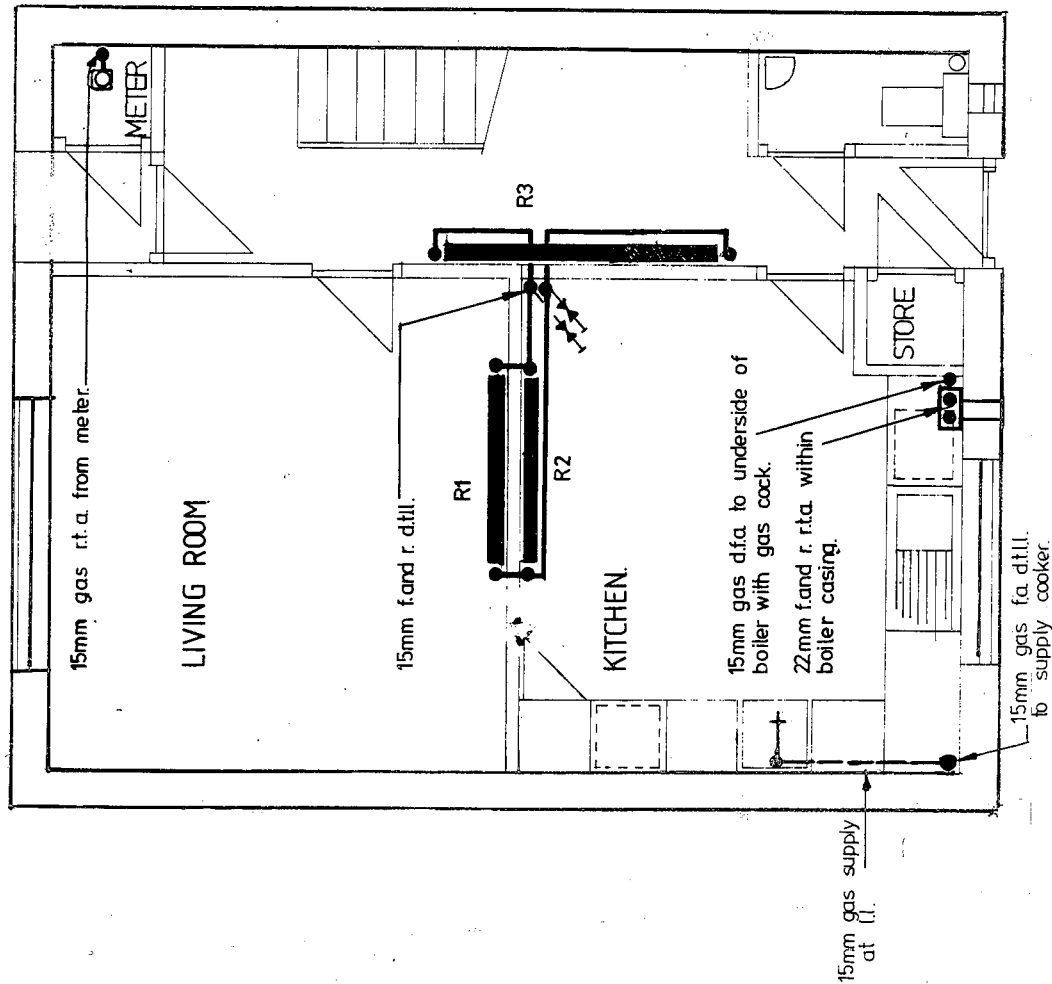 15mm gas r.t.a. from meter.
METER
LIVING ROOM
R1
R3
15mm f.and r. d.t.l.l.
R2
KITCHEN.
15mm gas d.f.a. to underside of
boiler with gas cock.
22mm f.and r. r.t.a. within
boiler casing.
STORE
15mm gas supply
at l.l.
15mm gas f.a. d.t.l.l.
to supply cooker.